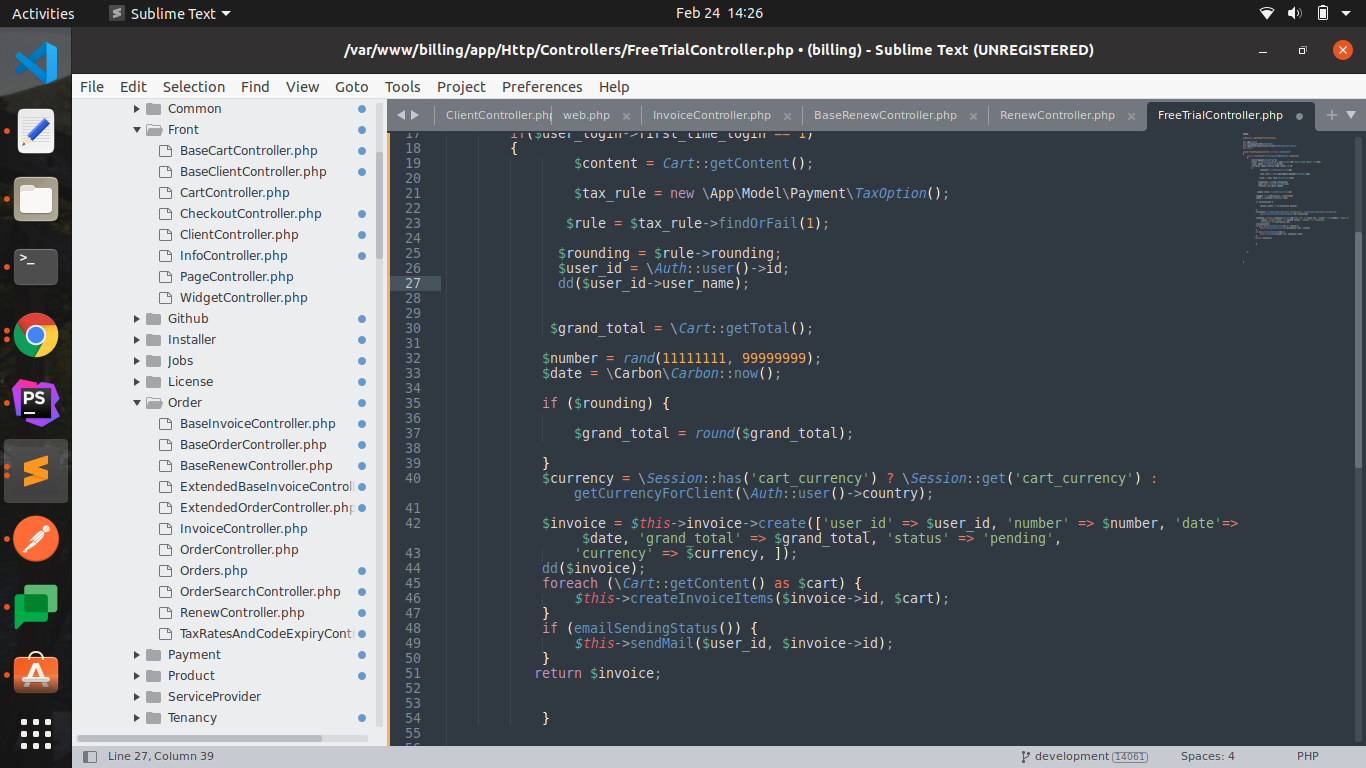 Activities Sublime Text Feb 24 14:26
/var/www/billing/app/Http/Controllers/FreeTrialController.php • (billing) - Sublime Text (UNREGISTERED)
File Edit Selection Find View Goto Tools Project Preferences Help
Common
Front
BaseCartController.php
BaseClientController.php
CartController.php
CheckoutController.php
ClientController.php
InfoController.php
PageController.php
WidgetController.php
Github
Installer
Jobs
License
Order
BaseInvoiceController.php
BaseOrderController.php
BaseRenewController.php
ExtendedBaseInvoiceControl
ExtendedOrderController.php
InvoiceController.php
OrderController.php
Orders.php
OrderSearchController.php
RenewController.php
TaxRatesAndCodeExpiryCont
Payment
Product
ServiceProvider
Tenancy
ClientController.php web.php × InvoiceController.php × BaseRenewController.php × RenewController.php × FreeTrialController.php
17 if($user_login->first_time_login == 1)
18 {
19 $content = Cart::getContent();
20
21 $tax_rule = new \App\Model\Payment\TaxOption();
22
23 $rule = $tax_rule->findOrFail(1);
24
25 $rounding = $rule->rounding;
26 $user_id = \Auth::user()->id;
27 dd($user_id->user_name);
28
29
30 $grand_total = \Cart::getTotal();
31
32 $number = rand(11111111, 99999999);
33 $date = \Carbon\Carbon::now();
34
35 if ($rounding) {
36
37 $grand_total = round($grand_total);
38
39 }
40 $currency = \Session::has('cart_currency') ? \Session::get('cart_currency') :
getCurrencyForClient(\Auth::user()->country);
41
42 $invoice = $this->invoice->create(['user_id' => $user_id, 'number' => $number, 'date'=>
$date, 'grand_total' => $grand_total, 'status' => 'pending',
43 'currency' => $currency, ]);
44 dd($invoice);
45 foreach (\Cart::getContent() as $cart) {
46 $this->createInvoiceItems($invoice->id, $cart);
47 }
48 if (emailSendingStatus()) {
49 $this->sendMail($user_id, $invoice->id);
50 }
51 return $invoice;
52
53
54 }
55
56
Line 27, Column 39 development 14061 Spaces: 4 PHP